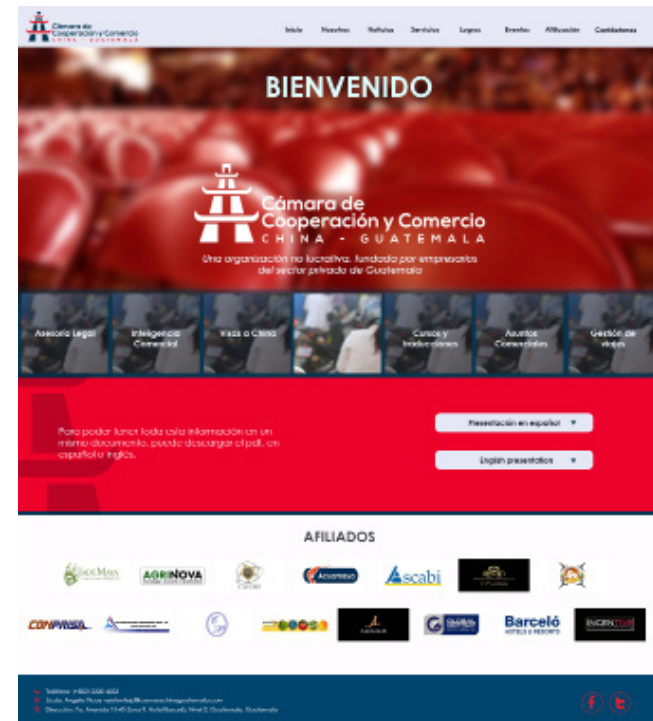 Cámara de
Cooperación y Comercio
CHINA - GUATEMALA
Inicio Nosotros Noticias Servicios Logros Eventos Afiliación Contáctenos
BIENVENIDO
Cámara de
Cooperación y Comercio
CHINA - GUATEMALA
Una organización no lucrativa, fundada por empresarios
del sector privado de Guatemala
Asesoría Legal
Inteligencia
Comercial
Visas a China
Cursos y
traducciones
Asuntos
Comerciales
Gestión de
viajes
Para poder tener toda esta información en un
mismo documento, puede descargar el pdf, en
español o inglés.
Presentación en español
English presentation
AFILIADOS
AGRINOVA
Acuamaya
Ascabi
COMPRISA
Barceló
HOTELS & RESORTS